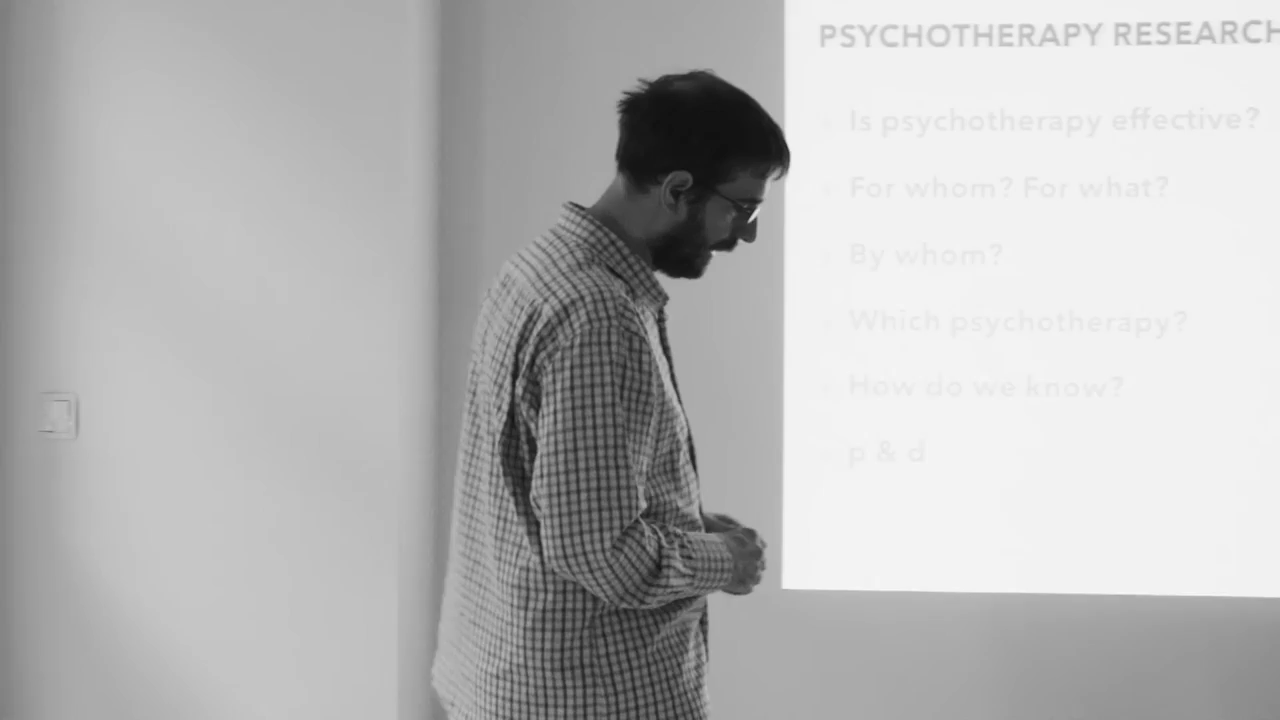 PSYCHOTHERAPY RESEARCH
Is psychotherapy effective?
For whom? For what?
By whom?
Which psychotherapy?
How do we know?
p & d